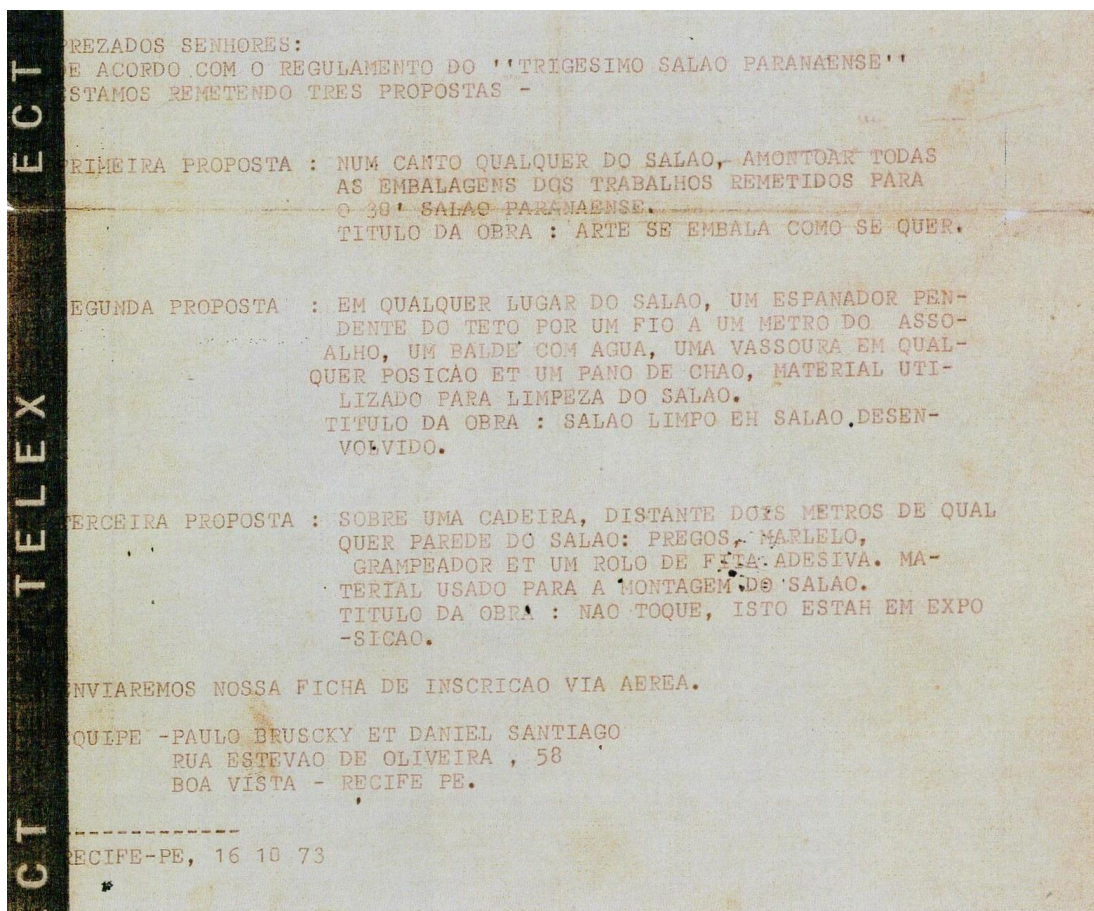 PREZADOS SENHORES:
DE ACORDO COM O REGULAMENTO DO ''TRIGESIMO SALAO PARANAENSE''
ESTAMOS REMETENDO TRES PROPOSTAS -
PRIMEIRA PROPOSTA : NUM CANTO QUALQUER DO SALAO, AMONTOAR TODAS
AS EMBALAGENS DOS TRABALHOS REMETIDOS PARA
O 30' SALAO PARANAENSE.
TITULO DA OBRA : ARTE SE EMBALA COMO SE QUER.
SEGUNDA PROPOSTA : EM QUALQUER LUGAR DO SALAO, UM ESPANADOR PEN-
DENTE DO TETO POR UM FIO A UM METRO DO ASSO-
ALHO, UM BALDE COM AGUA, UMA VASSOURA EM QUAL-
QUER POSICAO ET UM PANO DE CHAO, MATERIAL UTI-
LIZADO PARA LIMPEZA DO SALAO.
TITULO DA OBRA : SALAO LIMPO EH SALAO DESEN-
VOLVIDO.
TERCEIRA PROPOSTA : SOBRE UMA CADEIRA, DISTANTE DOIS METROS DE QUAL
QUER PAREDE DO SALAO: PREGOS, MARLELO,
GRAMPEADOR ET UM ROLO DE FITA ADESIVA. MA-
TERIAL USADO PARA A MONTAGEM DO SALAO.
TITULO DA OBRA : NAO TOQUE, ISTO ESTAH EM EXPO
-SICAO.
ENVIAREMOS NOSSA FICHA DE INSCRICAO VIA AEREA.
EQUIPE -PAULO BRUSCKY ET DANIEL SANTIAGO
RUA ESTEVAO DE OLIVEIRA , 58
BOA VISTA - RECIFE PE.
--------------
RECIFE-PE, 16 10 73
CT TELEX ECT